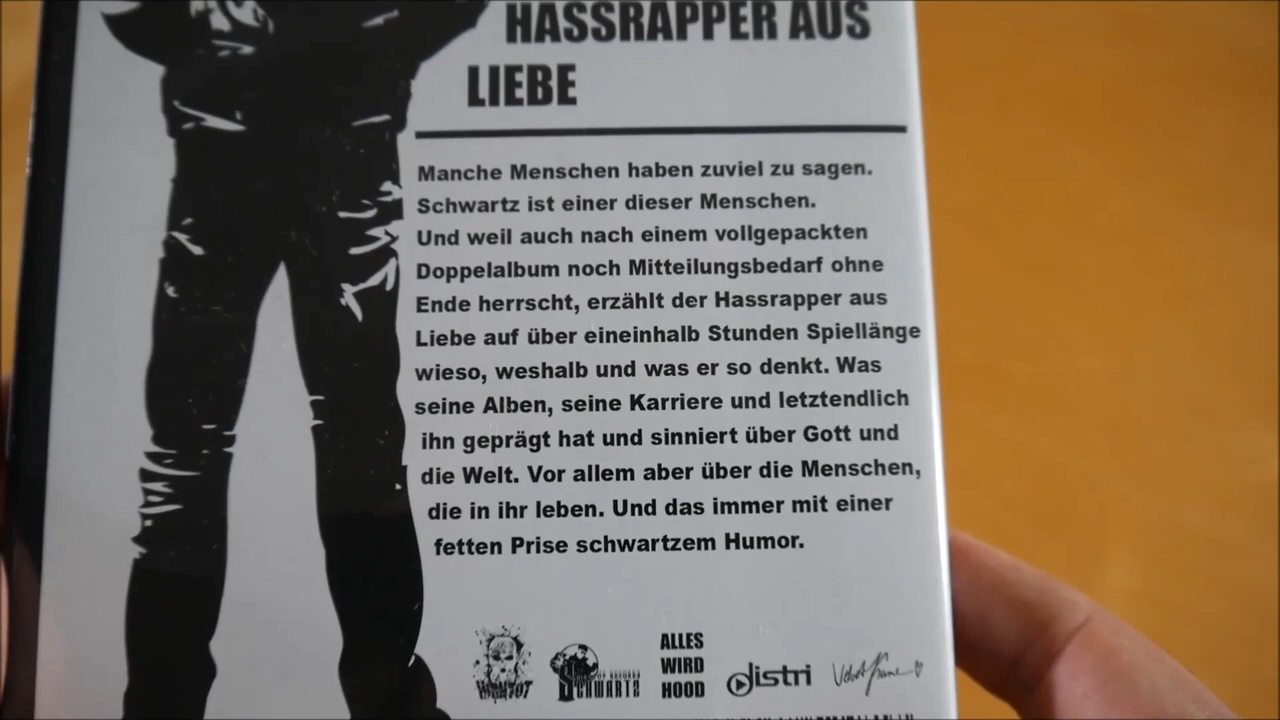 HASSRAPPER AUS
LIEBE
Manche Menschen haben zuviel zu sagen.
Schwartz ist einer dieser Menschen.
Und weil auch nach einem vollgepackten
Doppelalbum noch Mitteilungsbedarf ohne
Ende herrscht, erzählt der Hassrapper aus
Liebe auf über eineinhalb Stunden Spiellänge
wieso, weshalb und was er so denkt. Was
seine Alben, seine Karriere und letztendlich
ihn geprägt hat und sinniert über Gott und
die Welt. Vor allem aber über die Menschen,
die in ihr leben. Und das immer mit einer
fetten Prise schwartzem Humor.
SCHWARTZ
ALLES
WIRD
HOOD
distri